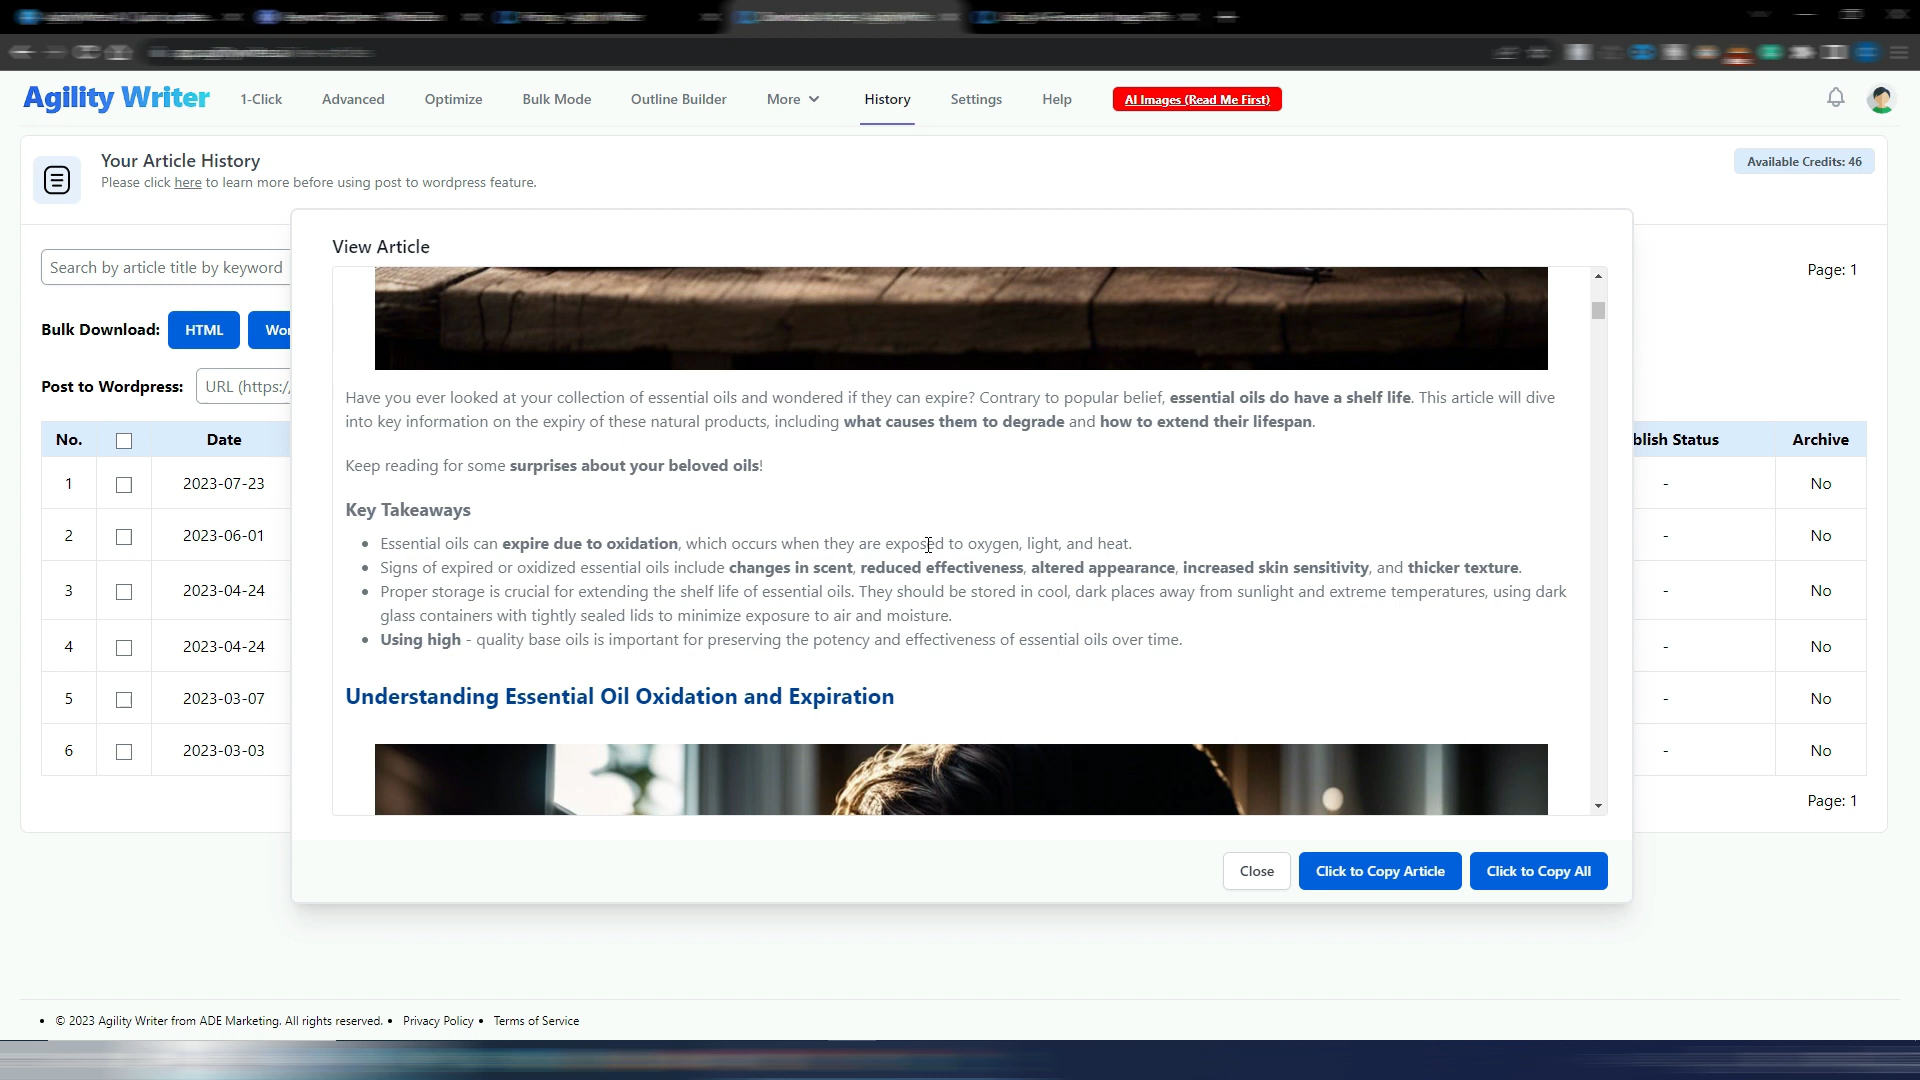 Agility Writer
1-Click
Advanced
Optimize
Bulk Mode
Outline Builder
More
History
Settings
Help
AI Images (Read Me First)
Your Article History
Please click here to learn more before using post to wordpress feature.
Available Credits: 46
Search by article title by keyword
Page: 1
Bulk Download:
HTML
Wor
Post to Wordpress:
URL (https:/
No.
Date
blish Status
Archive
1
2023-07-23
-
No
2
2023-06-01
-
No
3
2023-04-24
-
No
4
2023-04-24
-
No
5
2023-03-07
-
No
6
2023-03-03
-
No
Page: 1
View Article
Have you ever looked at your collection of essential oils and wondered if they can expire? Contrary to popular belief, essential oils do have a shelf life. This article will dive
into key information on the expiry of these natural products, including what causes them to degrade and how to extend their lifespan.
Keep reading for some surprises about your beloved oils!
Key Takeaways
• Essential oils can expire due to oxidation, which occurs when they are exposed to oxygen, light, and heat.
• Signs of expired or oxidized essential oils include changes in scent, reduced effectiveness, altered appearance, increased skin sensitivity, and thicker texture.
• Proper storage is crucial for extending the shelf life of essential oils. They should be stored in cool, dark places away from sunlight and extreme temperatures, using dark
glass containers with tightly sealed lids to minimize exposure to air and moisture.
• Using high - quality base oils is important for preserving the potency and effectiveness of essential oils over time.
Understanding Essential Oil Oxidation and Expiration
Close
Click to Copy Article
Click to Copy All
• © 2023 Agility Writer from ADE Marketing. All rights reserved. • Privacy Policy • Terms of Service